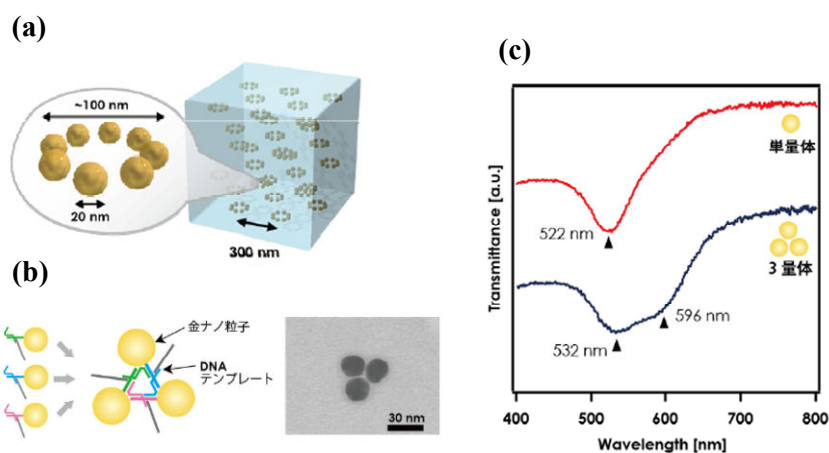 (a)
~100 nm
20 nm
300 nm
(b)
金ナノ粒子
DNA
テンプレート
30 nm
(c)
Transmittance [a.u.]
単量体
522 nm
3 量体
596 nm
532 nm
400 500 600 700 800
Wavelength [nm]